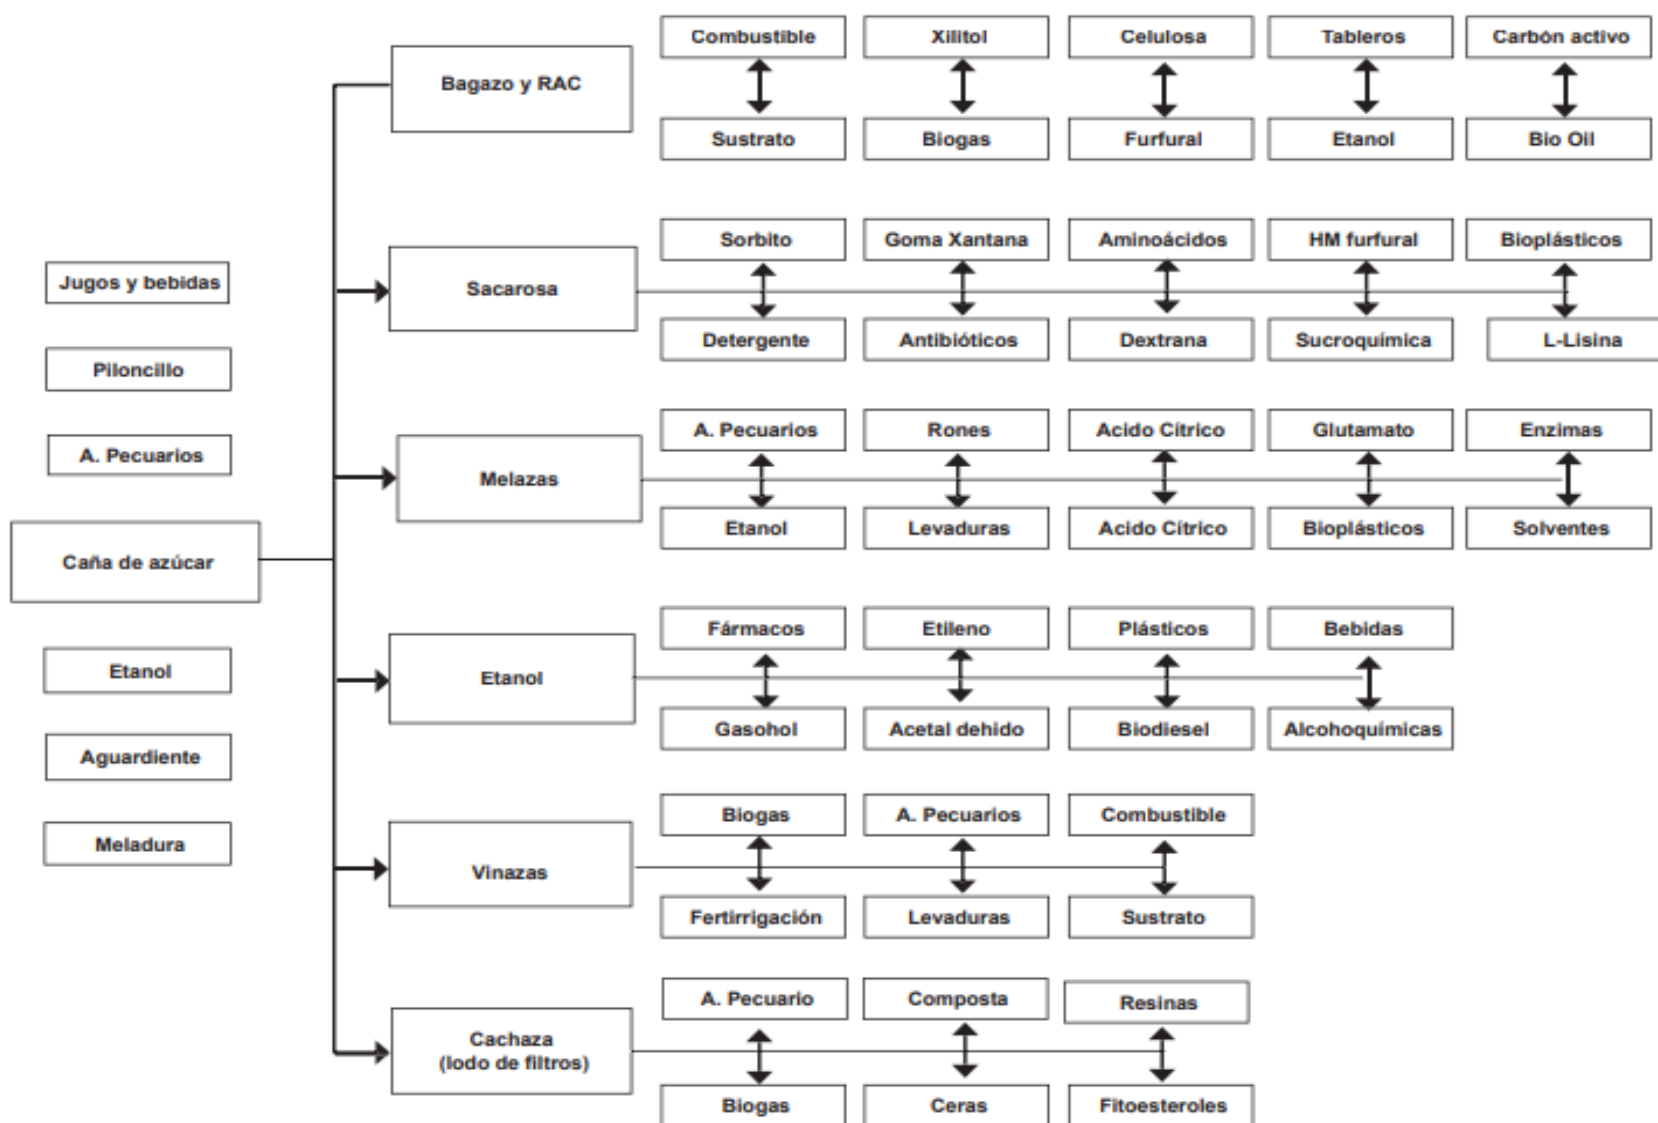 Combustible
Xilitol
Celulosa
Tableros
Carbón activo
Bagazo y RAC
Sustrato
Biogas
Furfural
Etanol
Bio Oil
Sorbito
Goma Xantana
Aminoácidos
HM furfural
Bioplásticos
Jugos y bebidas
Sacarosa
Detergente
Antibióticos
Dextrana
Sucroquímica
L-Lisina
Piloncillo
A. Pecuarios
Rones
Acido Cítrico
Glutamato
Enzimas
A. Pecuarios
Melazas
Etanol
Levaduras
Acido Cítrico
Bioplásticos
Solventes
Caña de azúcar
Fármacos
Etileno
Plásticos
Bebidas
Etanol
Etanol
Gasohol
Acetal dehido
Biodiesel
Alcohoquímicas
Aguardiente
Biogas
A. Pecuarios
Combustible
Meladura
Vinazas
Fertirrigación
Levaduras
Sustrato
A. Pecuario
Composta
Resinas
Cachaza
(lodo de filtros)
Biogas
Ceras
Fitoesteroles